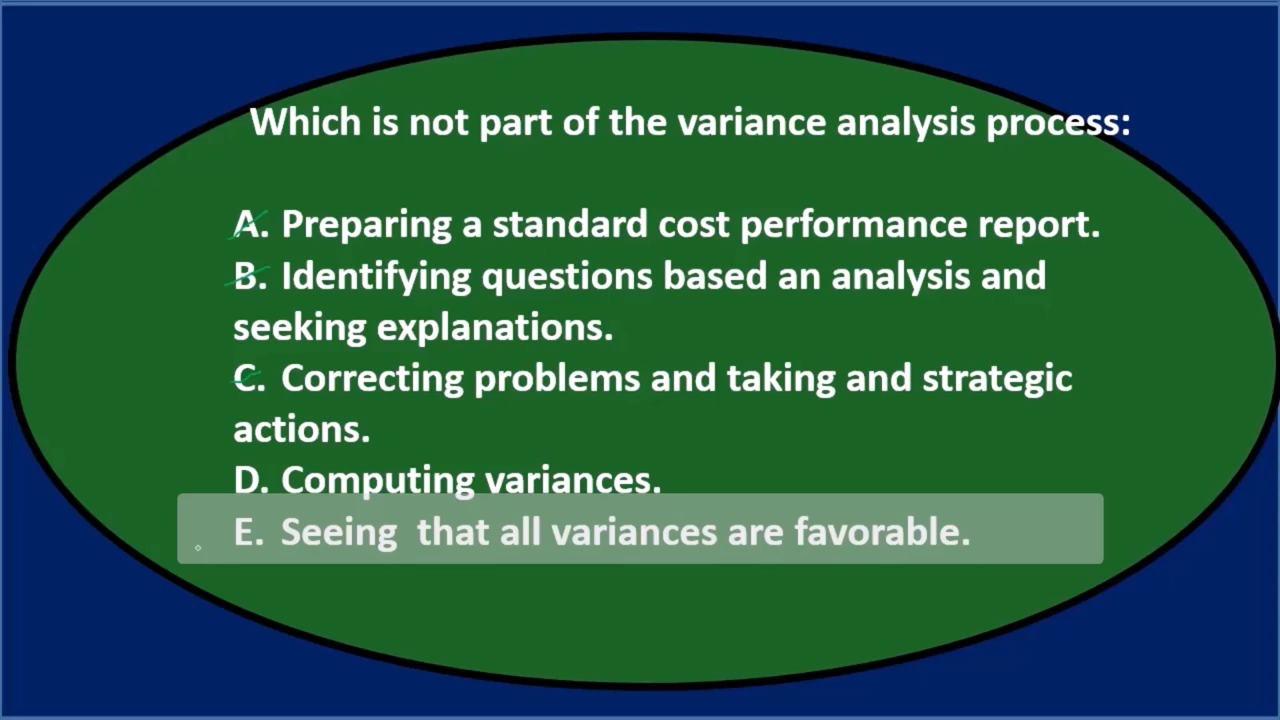 Which is not part of the variance analysis process:
A. Preparing a standard cost performance report.
B. Identifying questions based an analysis and
seeking explanations.
C. Correcting problems and taking and strategic
actions.
D. Computing variances.
E. Seeing that all variances are favorable.